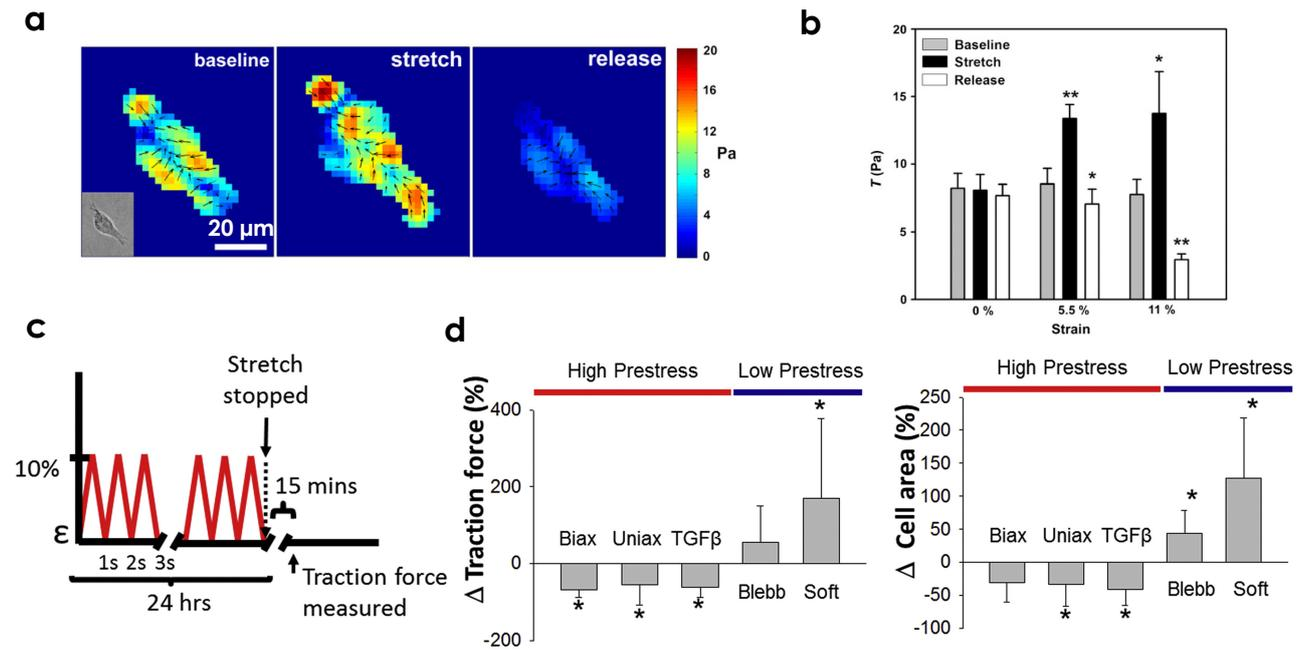 a
baseline
stretch
release
20 μm
20
16
12
8
4
0
Pa
b
20
15
10
5
0
T (Pa)
Baseline
Stretch
Release
**
*
*
**
0 %
5.5 %
11 %
Strain
c
Stretch
stopped
10%
15 mins
ε
1s 2s 3s
Traction force
measured
24 hrs
d
High Prestress
Low Prestress
Δ Traction force (%)
400
200
0
-200
*
Biax Uniax TGFβ
Blebb Soft
* * *
High Prestress
Low Prestress
Δ Cell area (%)
250
200
150
100
50
0
-50
-100
*
*
Biax Uniax TGFβ
Blebb Soft
* *